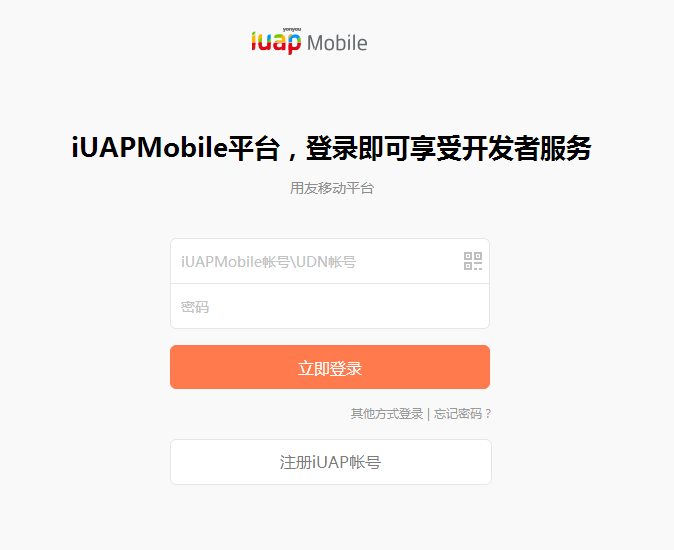 yonyou
iuap Mobile
iUAPMobile平台，登录即可享受开发者服务
用友移动平台
iUAPMobile帐号\UDN帐号
密码
立即登录
其他方式登录 | 忘记密码？
注册iUAP帐号